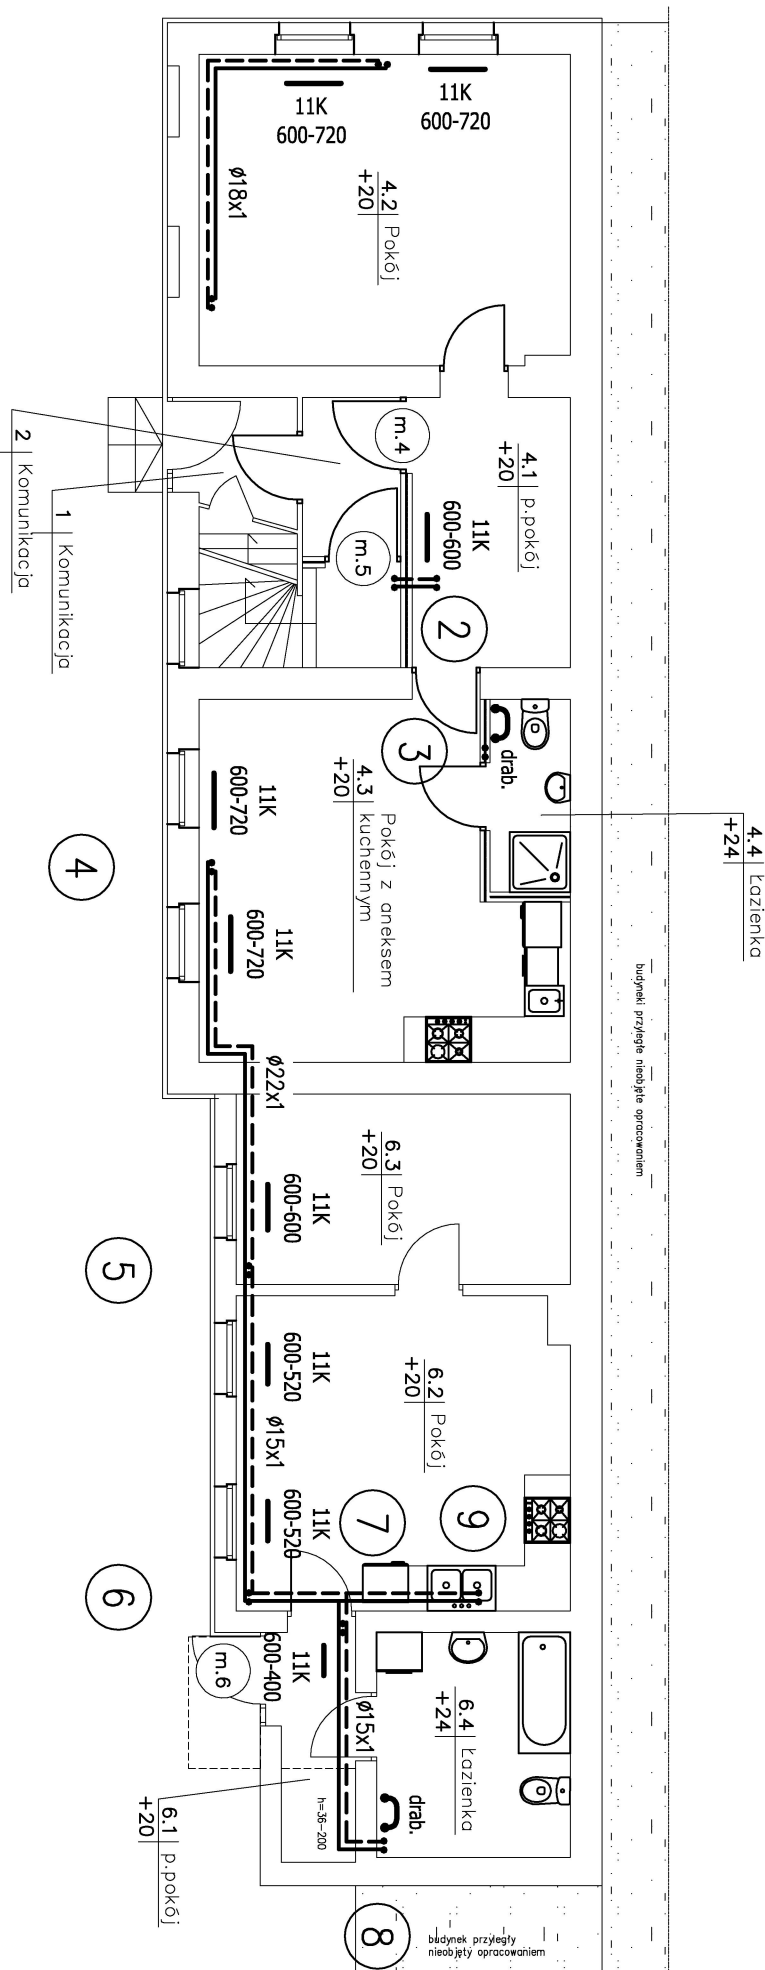 11K
600-720
11K
600-720
ø18x1
4.2 Pokój
+20
4.1 p.pokój
+20
m.4
m.5
11K
600-600
2
2 Komunikacja
1 Komunikacja
3
drab.
4.4 Łazienka
+24
4.3 Pokój z aneksem
kuchennym
+20
11K
600-720
11K
600-720
4
budyneki przyległe nieobjęte opracowaniem
ø22x1
6.3 Pokój
+20
11K
600-600
5
11K
600-520
ø15x1
6.2 Pokój
+20
11K
600-520
7
9
6
m.6
11K
600-400
ø15x1
6.4 Łazienka
+24
drab.
h=36-200
6.1 p.pokój
+20
8
budynek przyległy
nieobjęty opracowaniem